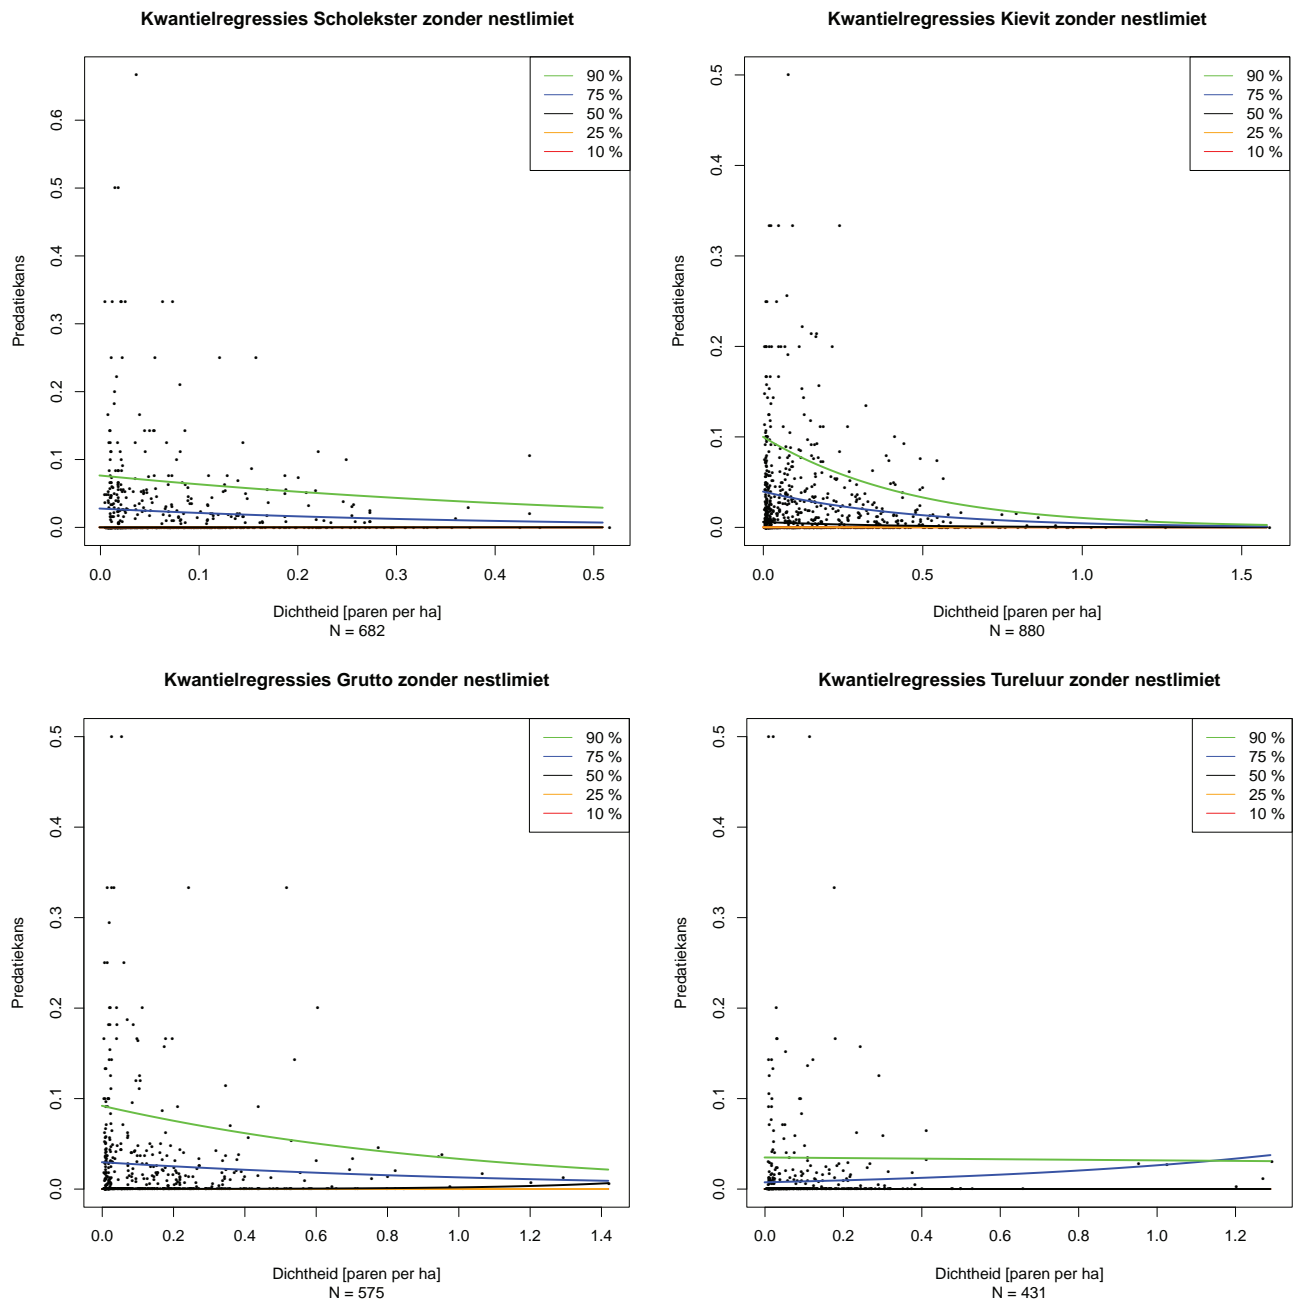 Kwantielregressies Scholekster zonder nestlimiet
90 %
75 %
50 %
25 %
10 %
Predatiekans
0.6
0.5
0.4
0.3
0.2
0.1
0.0
0.0 0.1 0.2 0.3 0.4 0.5
Dichtheid [paren per ha]
N = 682
Kwantielregressies Kievit zonder nestlimiet
90 %
75 %
50 %
25 %
10 %
Predatiekans
0.5
0.4
0.3
0.2
0.1
0.0
0.0 0.5 1.0 1.5
Dichtheid [paren per ha]
N = 880
Kwantielregressies Grutto zonder nestlimiet
90 %
75 %
50 %
25 %
10 %
Predatiekans
0.5
0.4
0.3
0.2
0.1
0.0
0.0 0.2 0.4 0.6 0.8 1.0 1.2 1.4
Dichtheid [paren per ha]
N = 575
Kwantielregressies Tureluur zonder nestlimiet
90 %
75 %
50 %
25 %
10 %
Predatiekans
0.5
0.4
0.3
0.2
0.1
0.0
0.0 0.2 0.4 0.6 0.8 1.0 1.2
Dichtheid [paren per ha]
N = 431